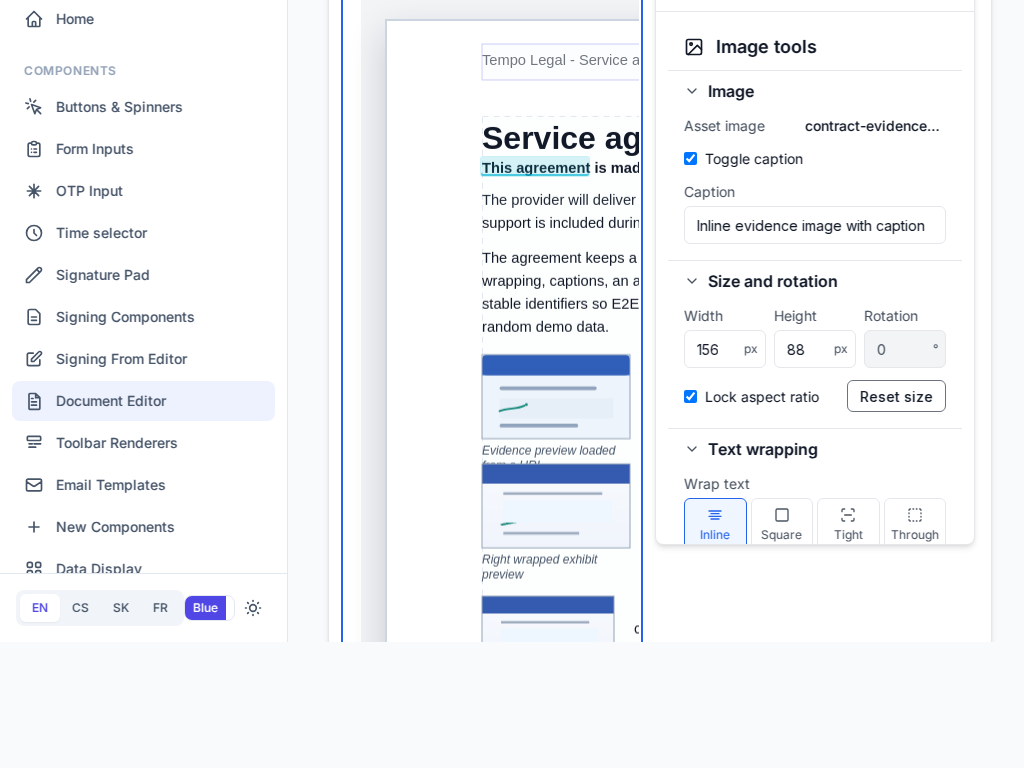 Home
COMPONENTS
Buttons & Spinners
Form Inputs
OTP Input
Time selector
Signature Pad
Signing Components
Signing From Editor
Document Editor
Toolbar Renderers
Email Templates
New Components
Data Display
EN CS SK FR Blue
Tempo Legal - Service a
Service ag
This agreement is mad
The provider will deliver
support is included durin
The agreement keeps a
wrapping, captions, an a
stable identifiers so E2E
random demo data.
Evidence preview loaded
from a URL
Right wrapped exhibit
preview
Image tools
Image
Asset image contract-evidence...
Toggle caption
Caption
Inline evidence image with caption
Size and rotation
Width Height Rotation
156 px 88 px 0 °
Lock aspect ratio Reset size
Text wrapping
Wrap text
Inline Square Tight Through